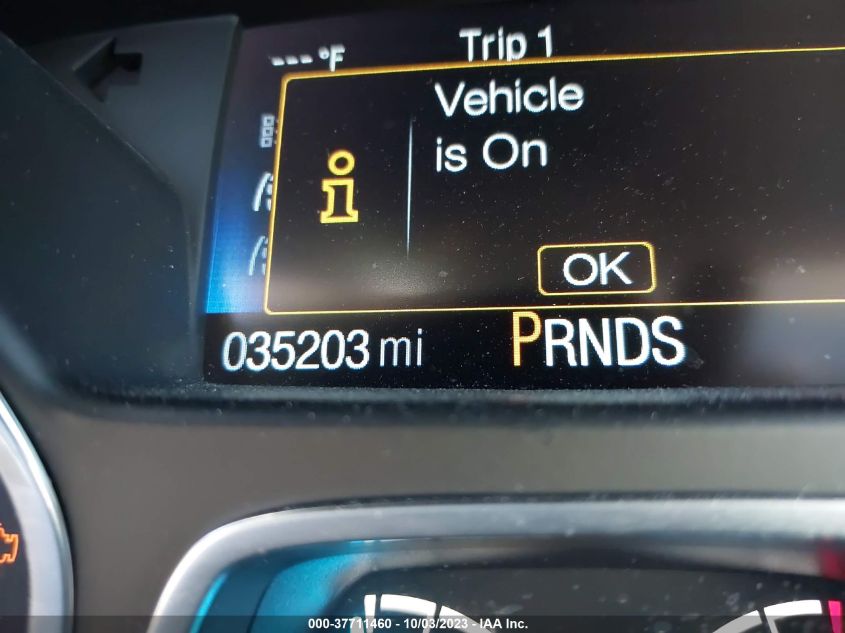 --- °F
Trip 1
Vehicle
is On
i
OK
035203 mi
PRNDS
000-37711460 - 10/03/2023 - IAA Inc.